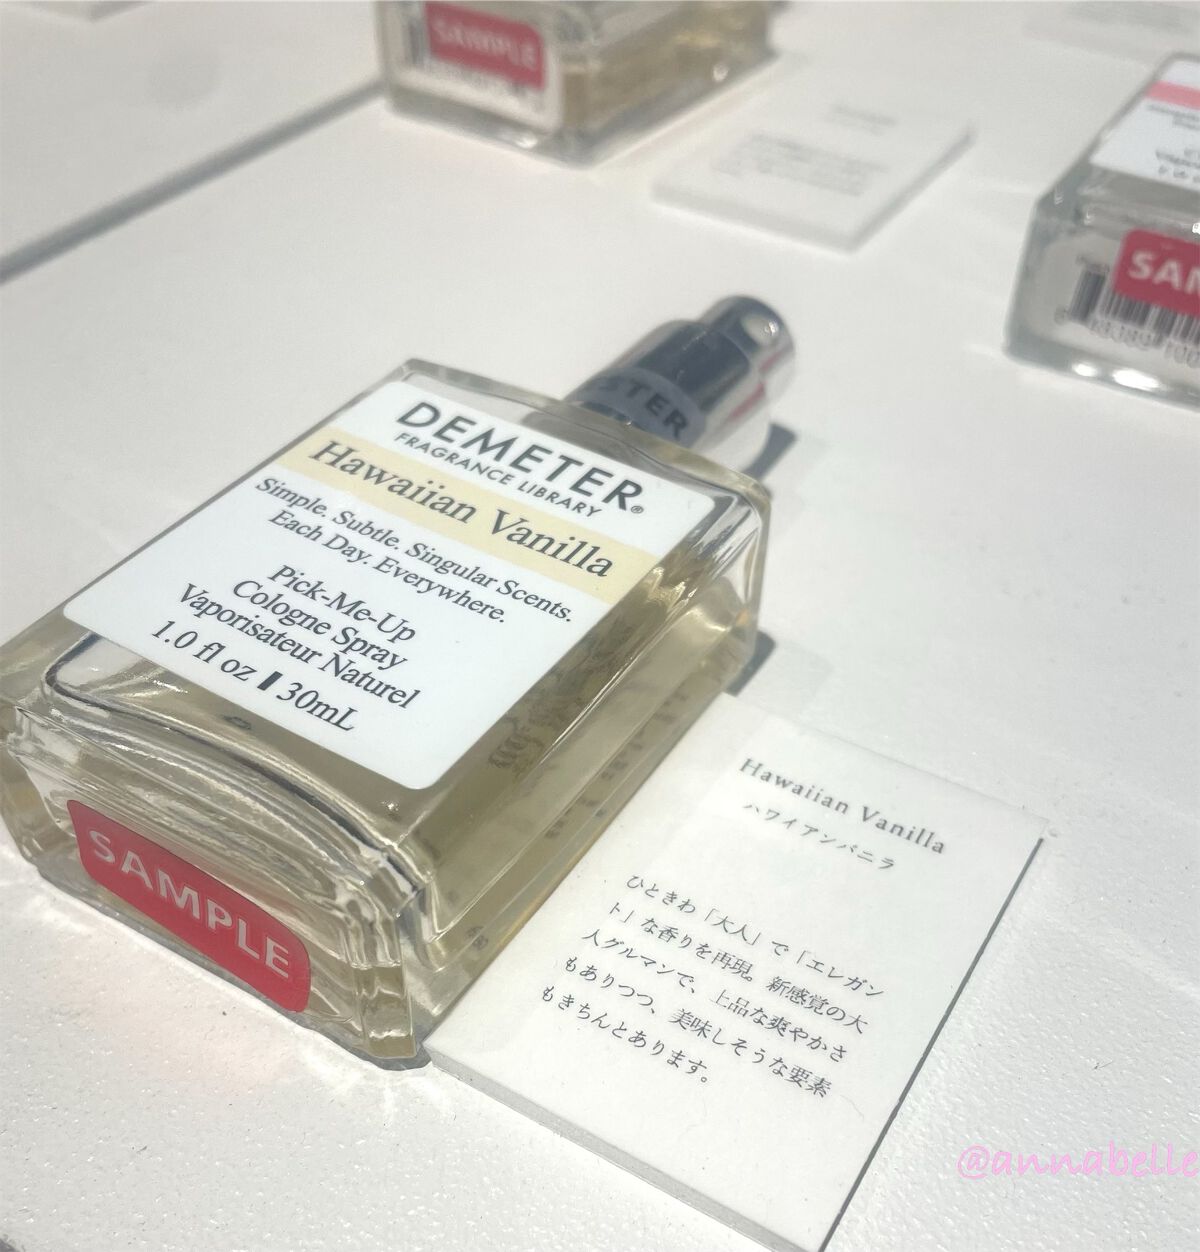 SAMPLE
SAM
DEMETER®
FRAGRANCE LIBRARY
Hawaiian Vanilla
Simple. Subtle. Singular Scents.
Each Day. Everywhere.
Pick-Me-Up
Cologne Spray
Vaporisateur Naturel
1.0 fl oz 30mL
STER
SAMPLE
Hawaiian Vanilla
ハワイアンバニラ
ひときわ「大人」で「エレガン
ト」な香りを再現。新感覚の大
人グルマンで、上品な爽やかさ
もありつつ、美味しそうな要素
もきちんとあります。
@annabelle